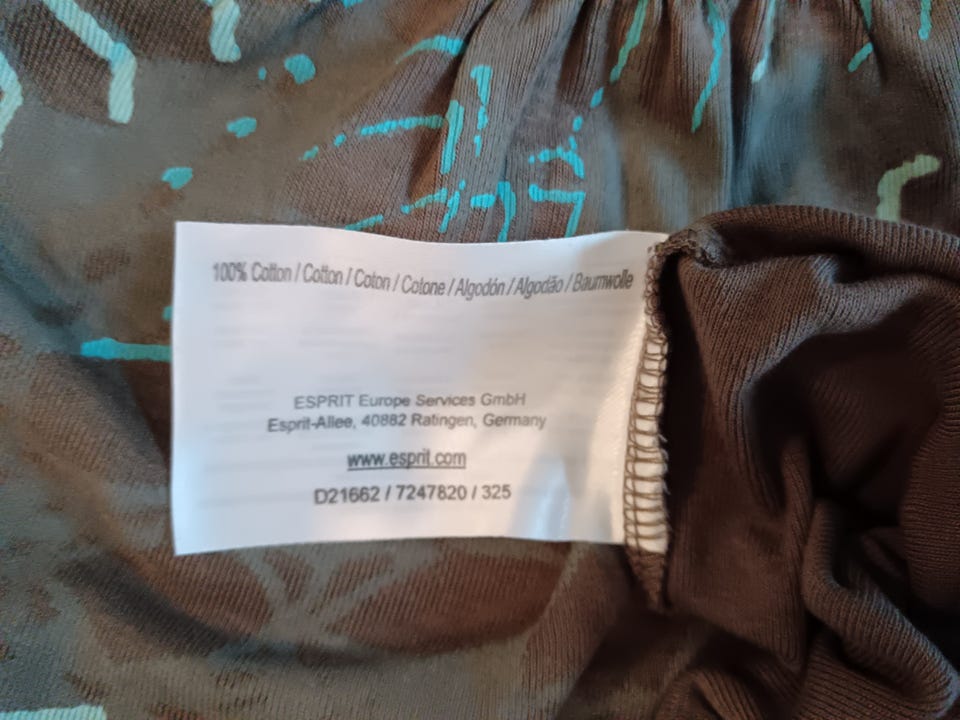 100% Cotton / Cotton / Coton / Cotone / Algodón / Algodão / Baumwolle
ESPRIT Europe Services GmbH
Esprit-Allee, 40882 Ratingen, Germany
www.esprit.com
D21662 / 7247820 / 325